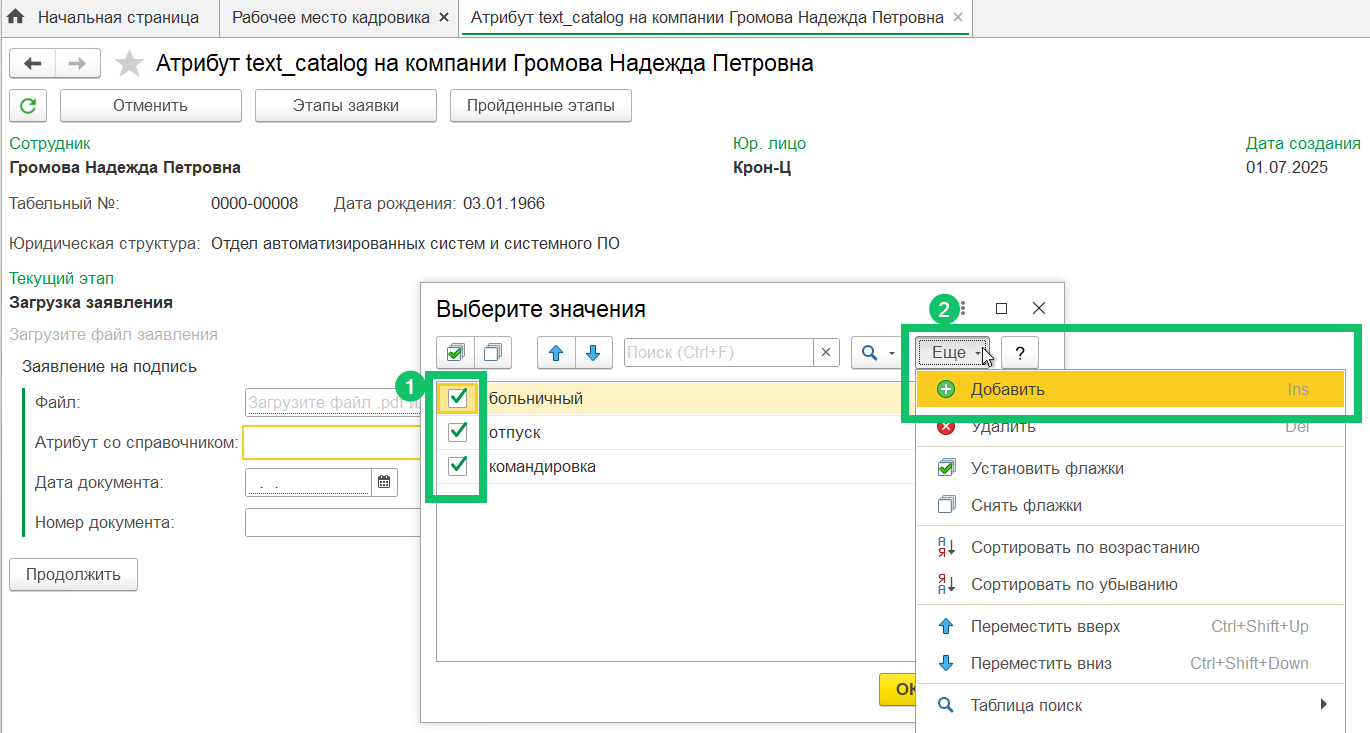 Начальная страница
Рабочее место кадровика
Атрибут text_catalog на компании Громова Надежда Петровна
Атрибут text_catalog на компании Громова Надежда Петровна
Отменить
Этапы заявки
Пройденные этапы
Сотрудник
Юр. лицо
Дата создания
Громова Надежда Петровна
Крон-Ц
01.07.2025
Табельный №: 0000-00008 Дата рождения: 03.01.1966
Юридическая структура: Отдел автоматизированных систем и системного ПО
Текущий этап
Загрузка заявления
Загрузите файл заявления
Заявление на подпись
Файл: Загрузите файл .pdf
Атрибут со справочником:
Дата документа: . .
Номер документа:
Продолжить
Выберите значения
2
Поиск (Ctrl+F)
Еще
?
1
больничный
отпуск
командировка
Добавить Ins
Удалить Del
Установить флажки
Снять флажки
Сортировать по возрастанию
Сортировать по убыванию
Переместить вверх Ctrl+Shift+Up
Переместить вниз Ctrl+Shift+Down
Таблица поиск